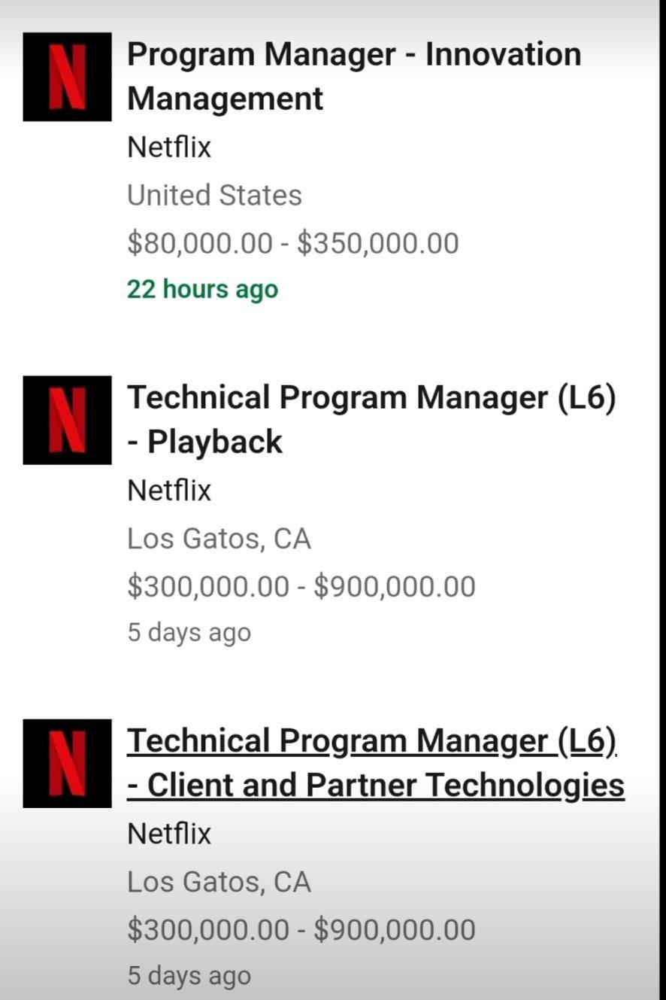 Program Manager - Innovation
Management
Netflix
United States
$80,000.00 - $350,000.00
22 hours ago
Technical Program Manager (L6)
- Playback
Netflix
Los Gatos, CA
$300,000.00 - $900,000.00
5 days ago
Technical Program Manager (L6)
- Client and Partner Technologies
Netflix
Los Gatos, CA
$300,000.00 - $900,000.00
5 days ago